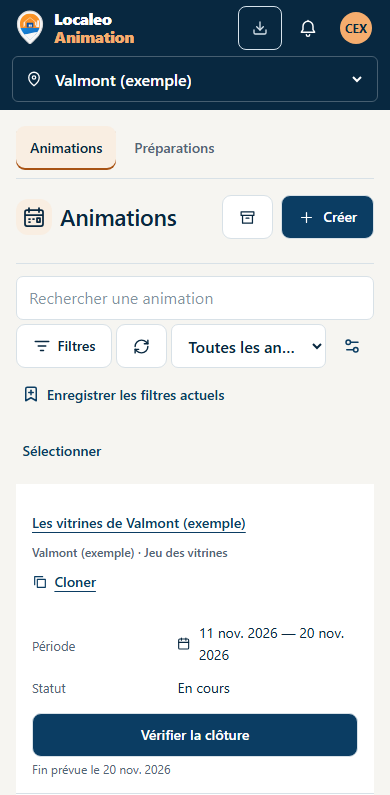 Localeo
Animation
CEX
Valmont (exemple)
Animations
Préparations
Animations
Créer
Rechercher une animation
Filtres
Toutes les an...
Enregistrer les filtres actuels
Sélectionner
Les vitrines de Valmont (exemple)
Valmont (exemple) · Jeu des vitrines
Cloner
Période
11 nov. 2026 — 20 nov.
2026
Statut
En cours
Vérifier la clôture
Fin prévue le 20 nov. 2026